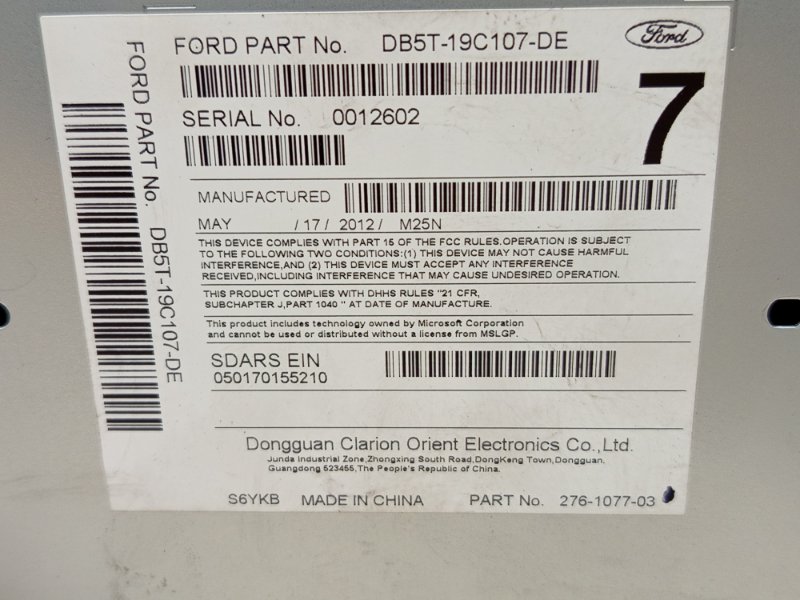 FORD PART No. DB5T-19C107-DE
Ford
7
SERIAL No. 0012602
FORD PART No. DB5T-19C107-DE
MANUFACTURED
MAY /17/ 2012/ M25N
THIS DEVICE COMPLIES WITH PART 15 OF THE FCC RULES.OPERATION IS SUBJECT
TO THE FOLLOWING TWO CONDITIONS:(1) THIS DEVICE MAY NOT CAUSE HARMFUL
INTERFERENCE,AND (2) THIS DEVICE MUST ACCEPT ANY INTERFERENCE
RECEIVED,INCLUDING INTERFERENCE THAT MAY CAUSE UNDESIRED OPERATION.
THIS PRODUCT COMPLIES WITH DHHS RULES "21 CFR,
SUBCHAPTER J,PART 1040 " AT DATE OF MANUFACTURE.
This product includes technology owned by Microsoft Corporation
and cannot be used or distributed without a license from MSLGP.
SDARS EIN
050170155210
Dongguan Clarion Orient Electronics Co.,Ltd.
Junda Industrial Zone,Zhongxing South Road,DongKeng Town,Dongguan.
Guangdong 523455,The People's Republic of China.
S6YKB MADE IN CHINA PART No. 276-1077-03